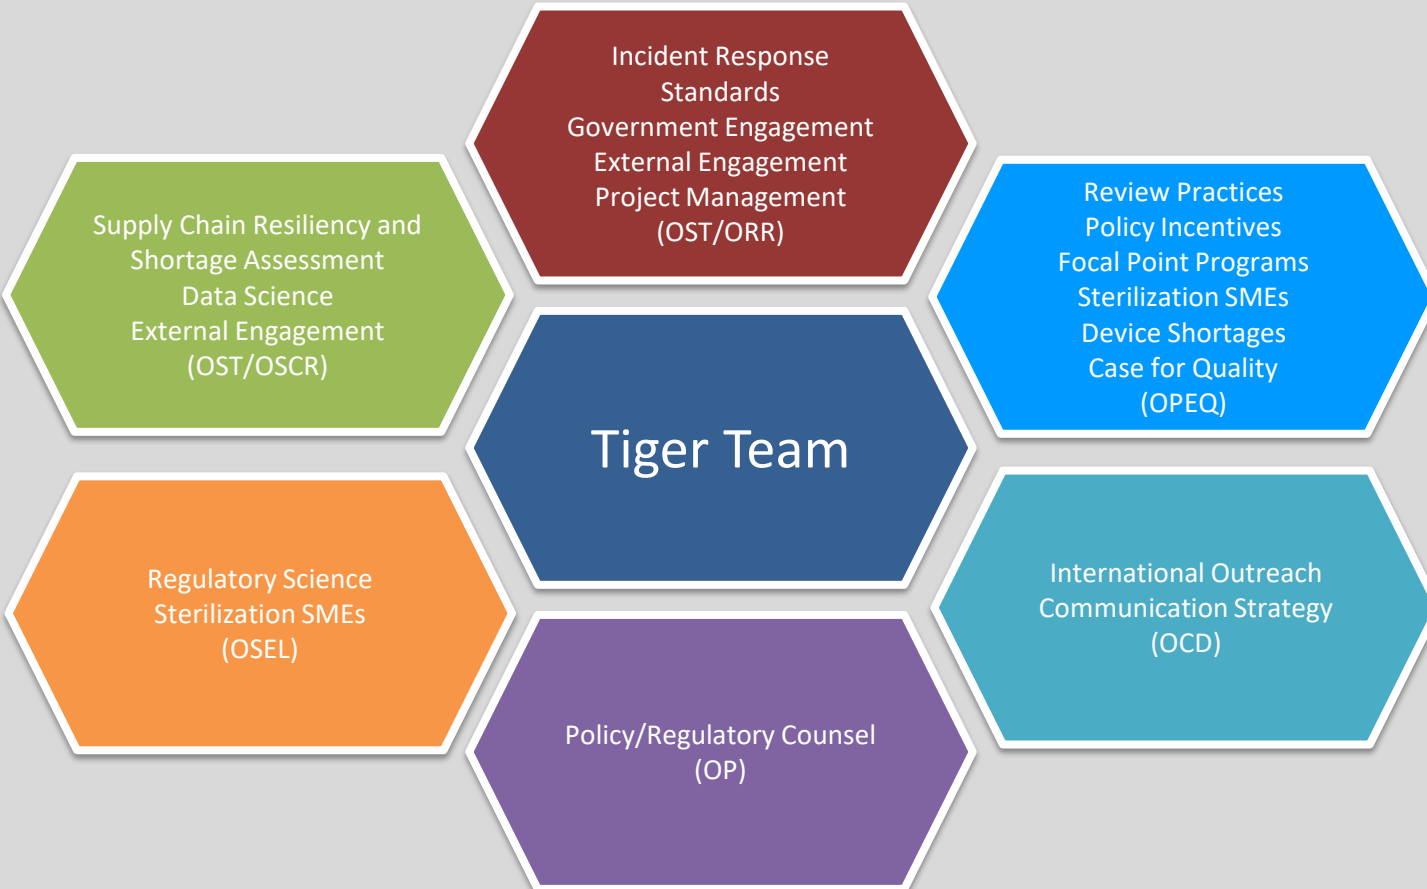 Incident Response
Standards
Government Engagement
External Engagement
Project Management
(OST/ORR)
Supply Chain Resiliency and
Shortage Assessment
Data Science
External Engagement
(OST/OSCR)
Review Practices
Policy Incentives
Focal Point Programs
Sterilization SMEs
Device Shortages
Case for Quality
(OPEQ)
Tiger Team
Regulatory Science
Sterilization SMEs
(OSEL)
International Outreach
Communication Strategy
(OCD)
Policy/Regulatory Counsel
(OP)